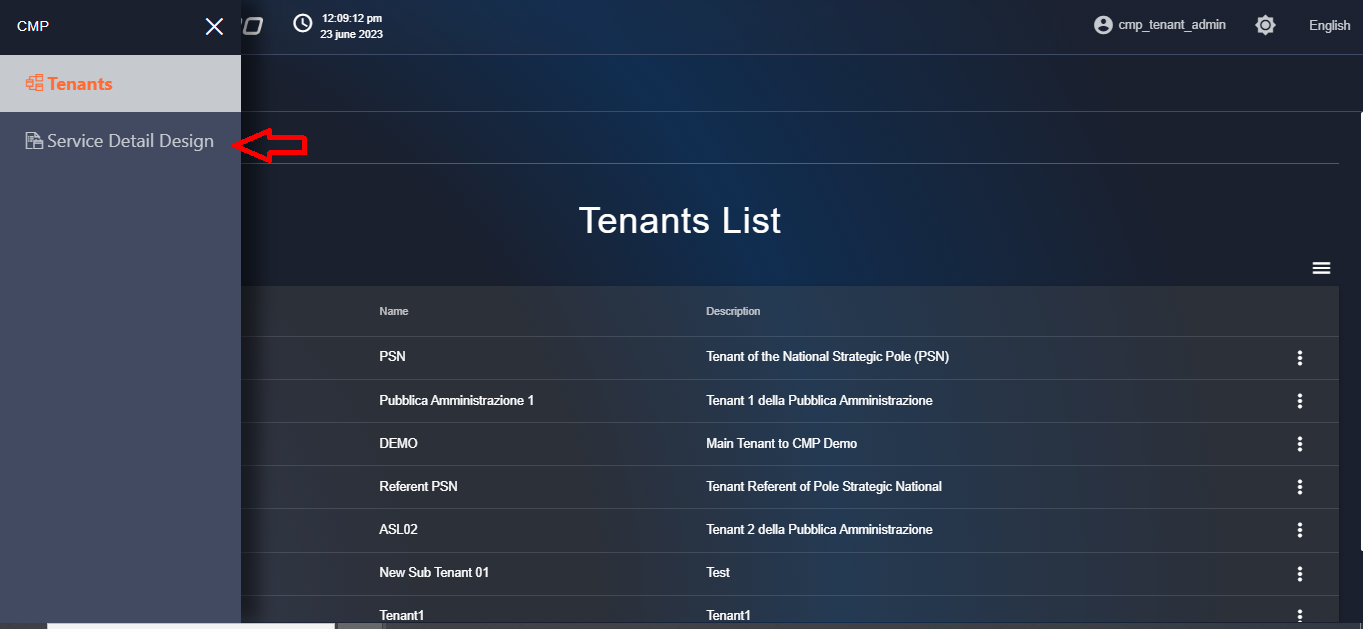 CMP
12:09:12 pm
23 june 2023
cmp_tenant_admin
English
Tenants
Service Detail Design
Tenants List
Name Description
PSN Tenant of the National Strategic Pole (PSN)
Pubblica Amministrazione 1 Tenant 1 della Pubblica Amministrazione
DEMO Main Tenant to CMP Demo
Referent PSN Tenant Referent of Pole Strategic National
ASL02 Tenant 2 della Pubblica Amministrazione
New Sub Tenant 01 Test
Tenant1 Tenant1